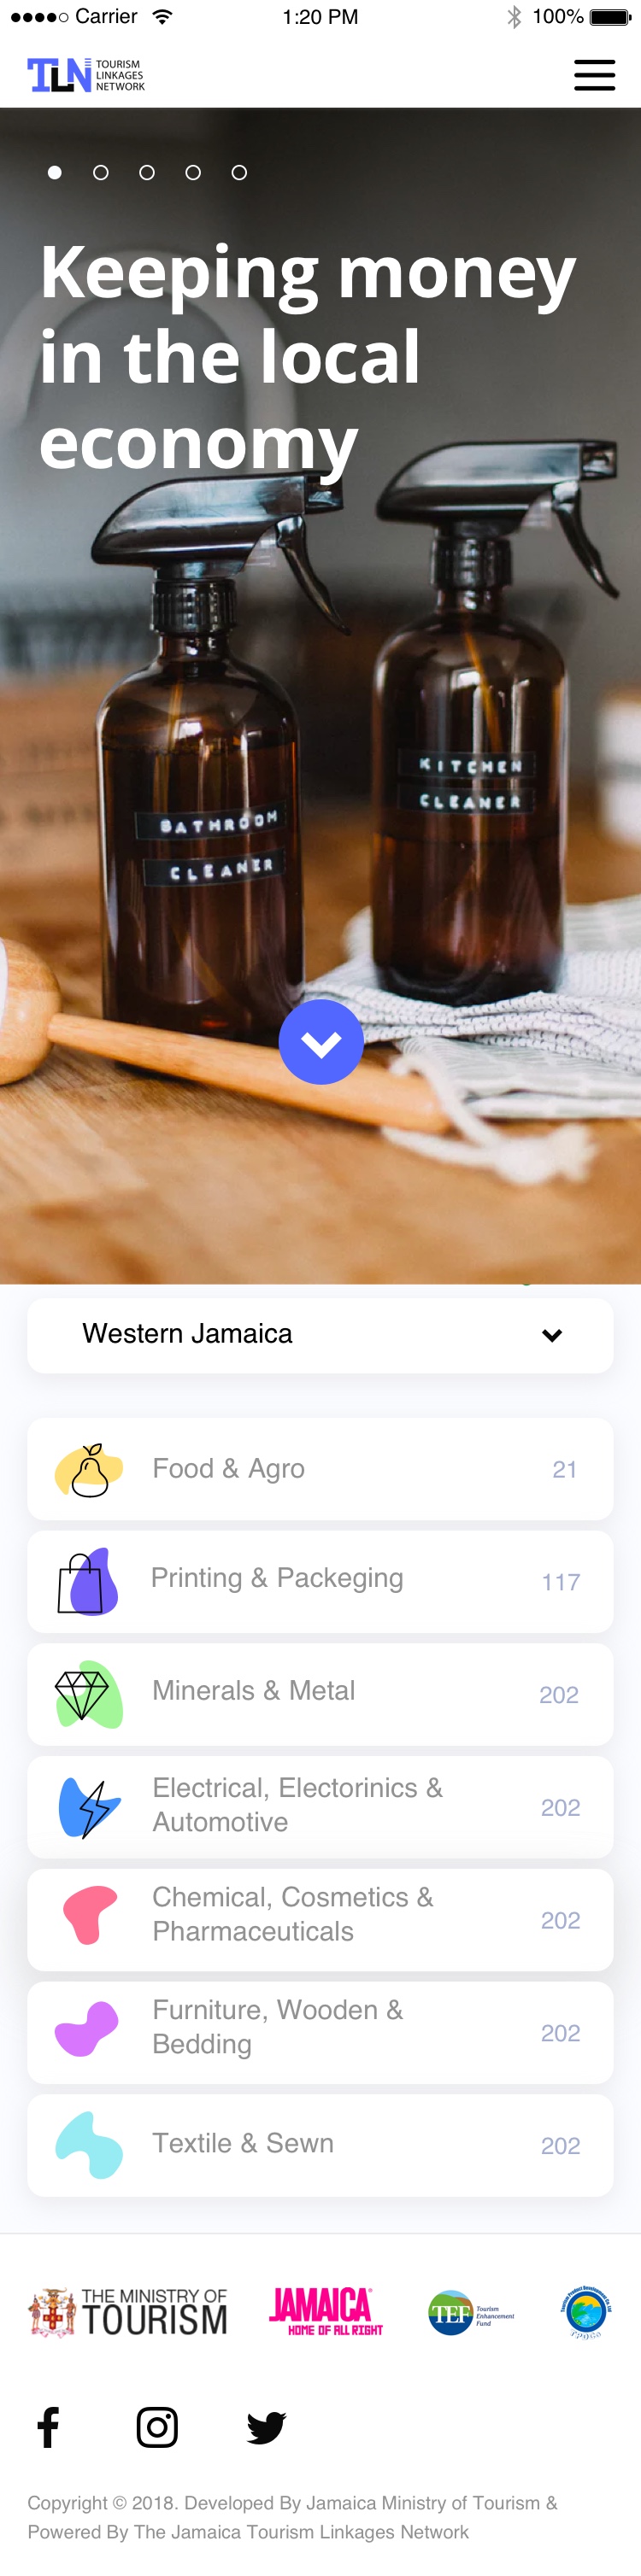 Carrier 1:20 PM 100%
TLN TOURISM
LINKAGES
NETWORK
Keeping money
in the local
economy
KITCHEN
CLEANER
BATHROOM
CLEANER
Western Jamaica
Food & Agro 21
Printing & Packeging 117
Minerals & Metal 202
Electrical, Electorinics &
Automotive 202
Chemical, Cosmetics &
Pharmaceuticals 202
Furniture, Wooden &
Bedding 202
Textile & Sewn 202
THE MINISTRY OF
TOURISM
JAMAICA
HOME OF ALL RIGHT
TEF Tourism
Enhancement
Fund
TPDCo
Copyright © 2018. Developed By Jamaica Ministry of Tourism &
Powered By The Jamaica Tourism Linkages Network